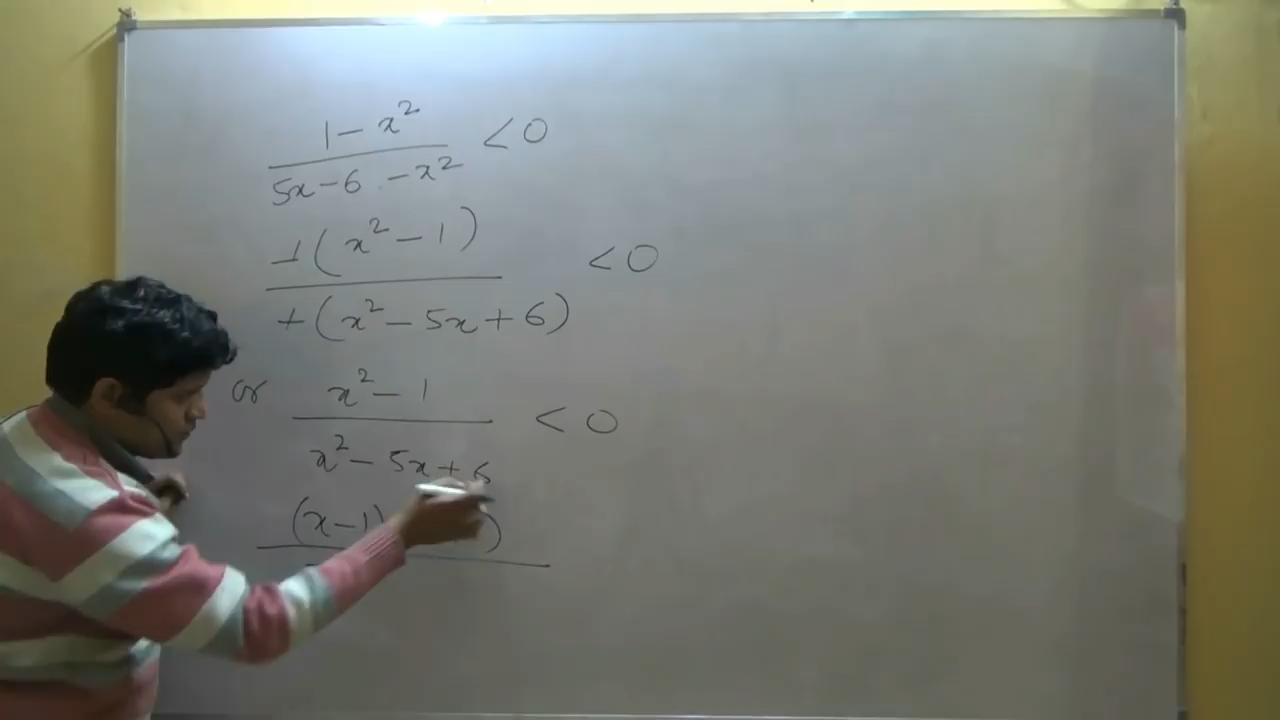 1 - x²
5x - 6 - x² < 0
-1 (x² - 1)
+ (x² - 5x + 6) < 0
or x² - 1
x² - 5x + 6 < 0
(x - 1)